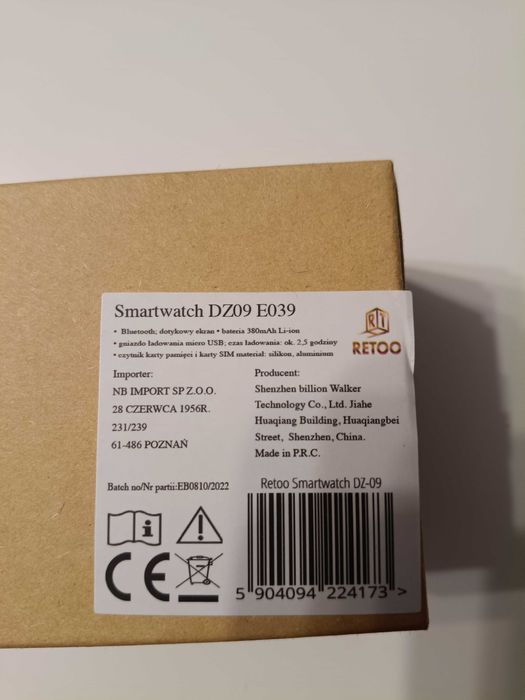 Smartwatch DZ09 E039
• Bluetooth; dotykowy ekran • bateria 380mAh Li-ion
• gniazdo ładowania micro USB; czas ładowania: ok. 2,5 godziny
• czytnik karty pamięci i karty SIM materiał: silikon, aluminium
RETOO
Importer:
NB IMPORT SP Z.O.O.
28 CZERWCA 1956R.
231/239
61-486 POZNAŃ
Producent:
Shenzhen billion Walker
Technology Co., Ltd. Jiahe
Huaqiang Building, Huaqiangbei
Street, Shenzhen, China.
Made in P.R.C.
Batch no/Nr partii:EB0810/2022
Retoo Smartwatch DZ-09
CE
5 904094 224173 >